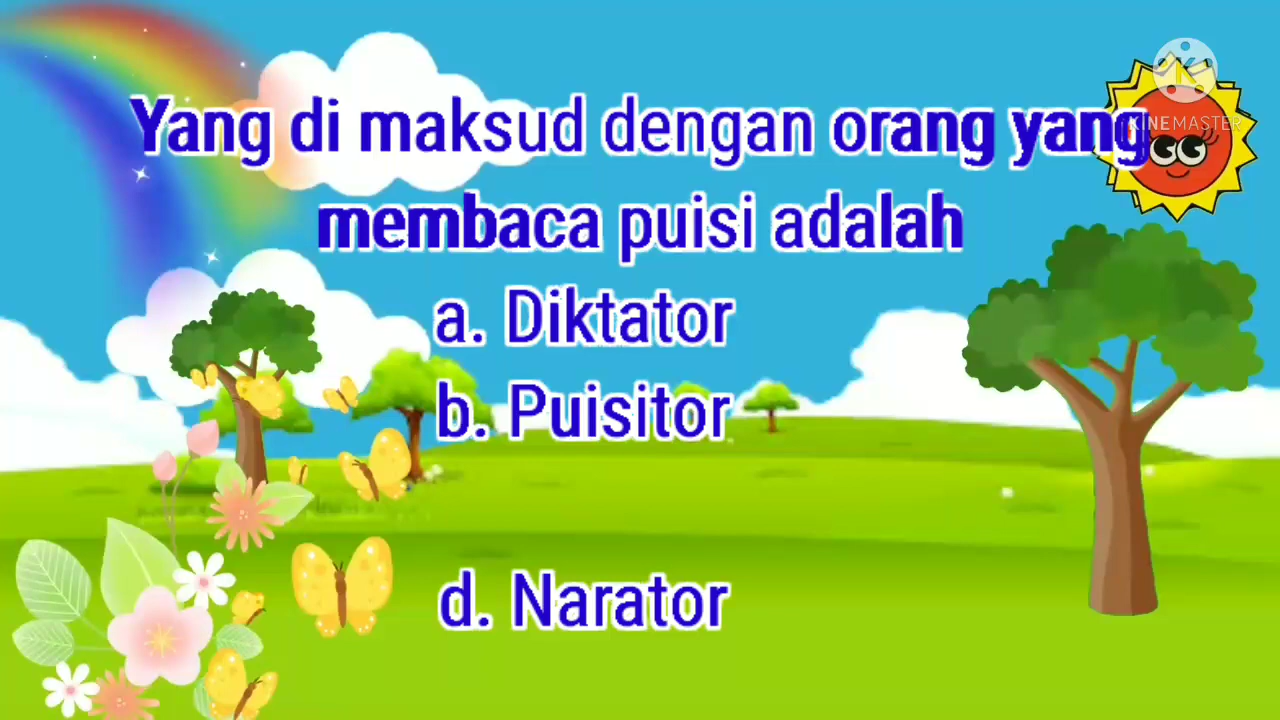 Yang di maksud dengan orang yang
membaca puisi adalah
a. Diktator
b. Puisitor
d. Narator
KINEMASTER